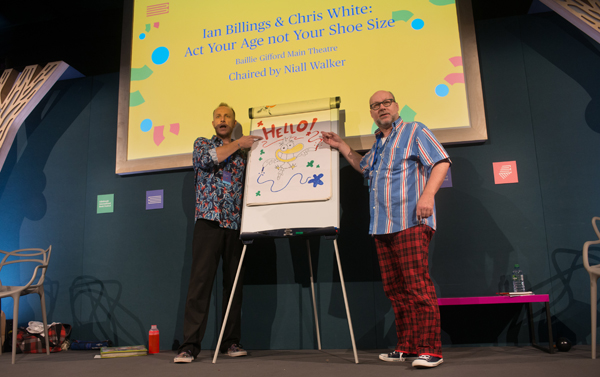 Ian Billings & Chris White:
Act Your Age not Your Shoe Size
Baillie Gifford Main Theatre
Chaired by Niall Walker
HELLO!